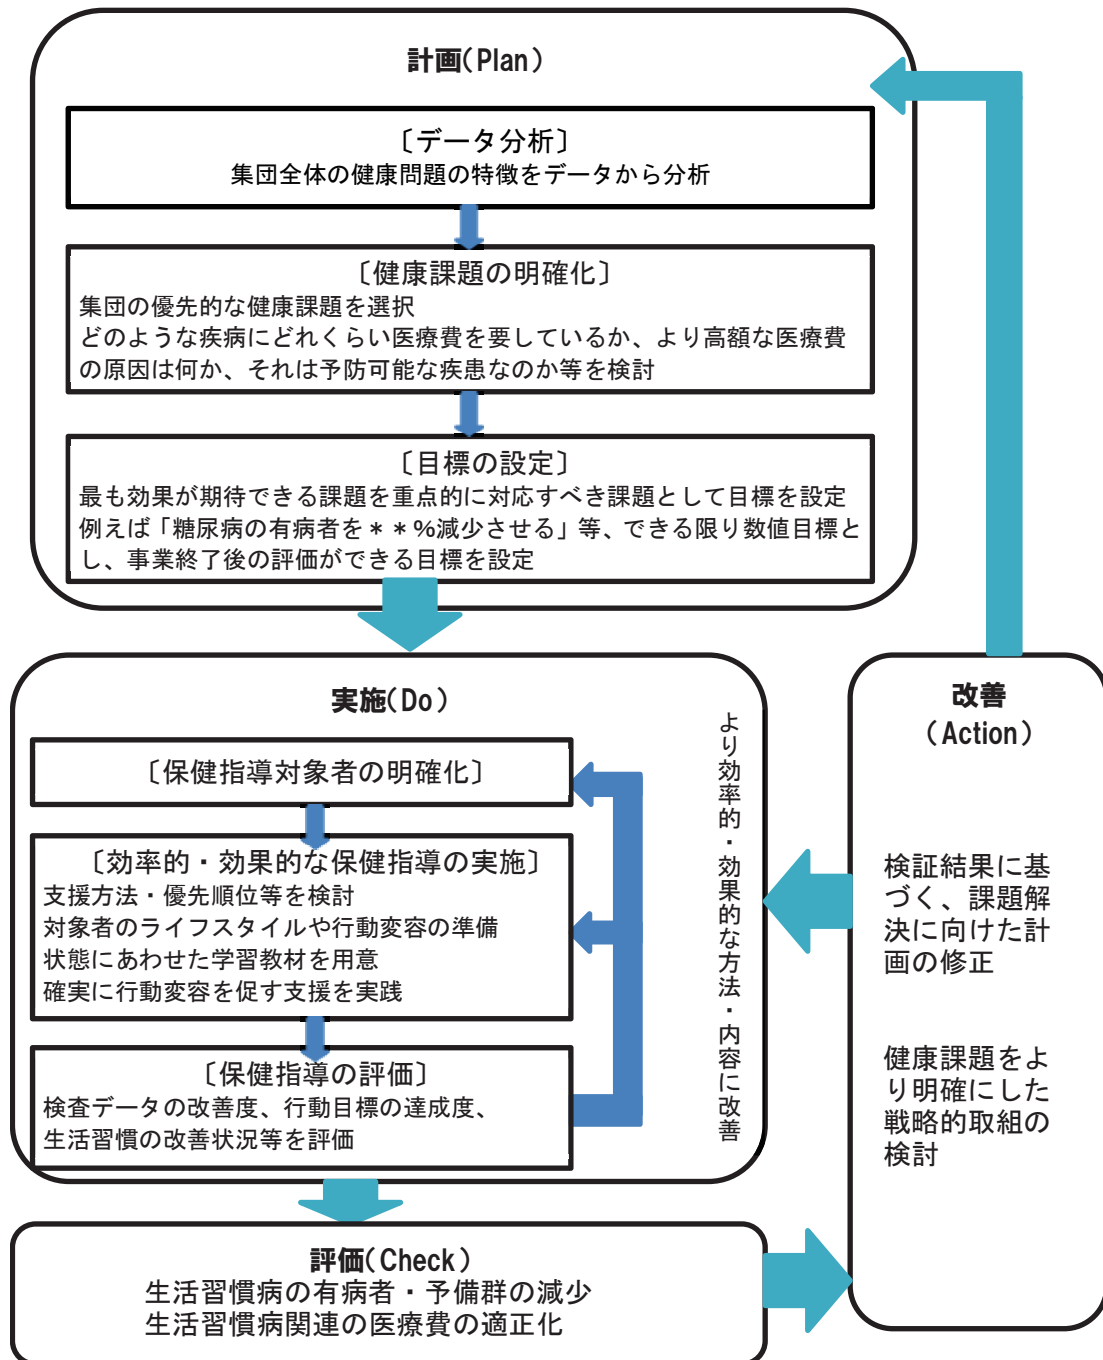 計画(Plan)
〔データ分析〕
集団全体の健康問題の特徴をデータから分析
〔健康課題の明確化〕
集団の優先的な健康課題を選択
どのような疾病にどれくらい医療費を要しているか、より高額な医療費
の原因は何か、それは予防可能な疾患なのか等を検討
〔目標の設定〕
最も効果が期待できる課題を重点的に対応すべき課題として目標を設定
例えば「糖尿病の有病者を＊＊%減少させる」等、できる限り数値目標と
し、事業終了後の評価ができる目標を設定
実施(Do)
〔保健指導対象者の明確化〕
〔効率的・効果的な保健指導の実施〕
支援方法・優先順位等を検討
対象者のライフスタイルや行動変容の準備
状態にあわせた学習教材を用意
確実に行動変容を促す支援を実践
〔保健指導の評価〕
検査データの改善度、行動目標の達成度、
生活習慣の改善状況等を評価
より効率的・効果的な方法・内容に改善
改善
(Action)
検証結果に基
づく、課題解
決に向けた計
画の修正
健康課題をよ
り明確にした
戦略的取組の
検討
評価(Check)
生活習慣病の有病者・予備群の減少
生活習慣病関連の医療費の適正化